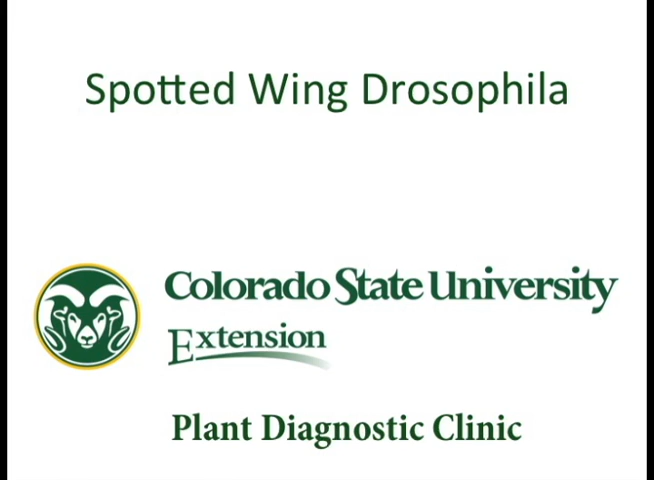 Spotted Wing Drosophila
Colorado State University
Extension
Plant Diagnostic Clinic